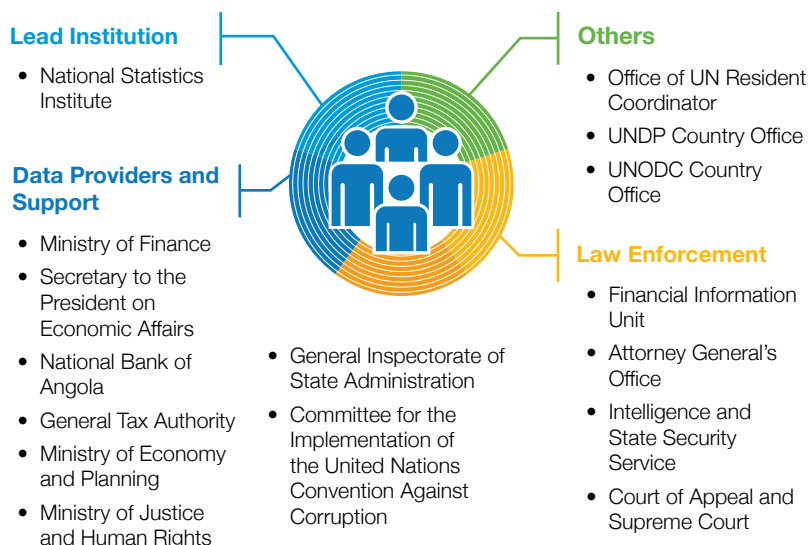 Lead Institution
• National Statistics
Institute
Data Providers and
Support
• Ministry of Finance
• Secretary to the
President on
Economic Affairs
• National Bank of
Angola
• General Tax Authority
• Ministry of Economy
and Planning
• Ministry of Justice
and Human Rights
• General Inspectorate of
State Administration
• Committee for the
Implementation of
the United Nations
Convention Against
Corruption
Others
• Office of UN Resident
Coordinator
• UNDP Country Office
• UNODC Country
Office
Law Enforcement
• Financial Information
Unit
• Attorney General's
Office
• Intelligence and
State Security
Service
• Court of Appeal and
Supreme Court